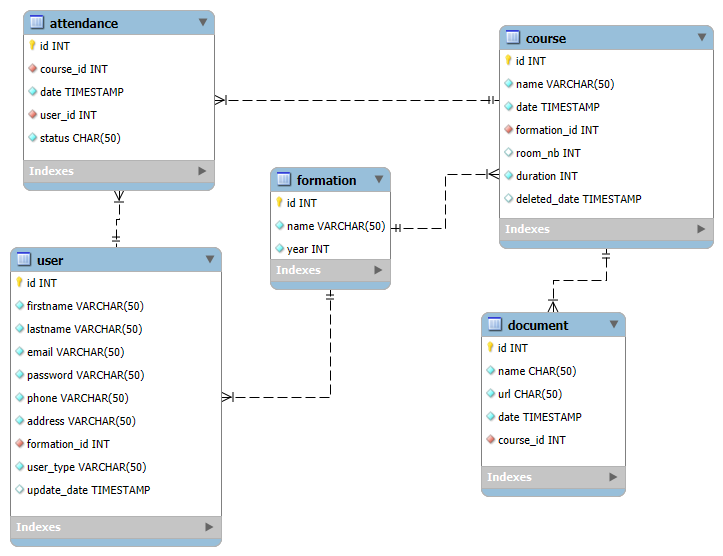 attendance
id INT
course_id INT
date TIMESTAMP
user_id INT
status CHAR(50)
Indexes
course
id INT
name VARCHAR(50)
date TIMESTAMP
formation_id INT
room_nb INT
duration INT
deleted_date TIMESTAMP
Indexes
formation
id INT
name VARCHAR(50)
year INT
Indexes
user
id INT
firstname VARCHAR(50)
lastname VARCHAR(50)
email VARCHAR(50)
password VARCHAR(50)
phone VARCHAR(50)
address VARCHAR(50)
formation_id INT
user_type VARCHAR(50)
update_date TIMESTAMP
Indexes
document
id INT
name CHAR(50)
url CHAR(50)
date TIMESTAMP
course_id INT
Indexes